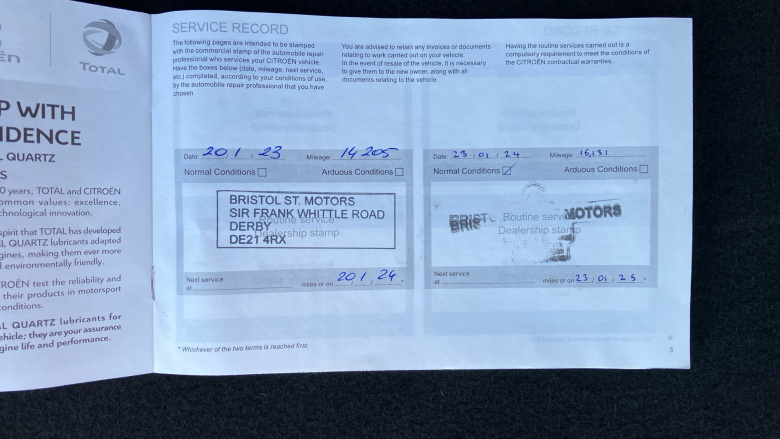 ËN
TOTAL
P WITH
IDENCE
L QUARTZ
S
0 years, TOTAL and CITROËN
ommon values: excellence,
chnological innovation.
spirit that TOTAL has developed
L QUARTZ lubricants adapted
gines, making them ever more
d environmentally friendly.
ROËN test the reliability and
their products in motorsport
onditions.
AL QUARTZ lubricants for
ehicle; they are your assurance
gine life and performance.
SERVICE RECORD
The following pages are intended to be stamped
with the commercial stamp of the automobile repair
professional who services your CITROËN vehicle.
Have the boxes below (date, mileage, next service,
etc.) completed, according to your conditions of use,
by the automobile repair professional that you have
chosen.
You are advised to retain any invoices or documents
relating to work carried out on your vehicle.
In the event of resale of the vehicle, it is necessary
to give them to the new owner, along with all
documents relating to the vehicle.
Having the routine services carried out is a
compulsory requirement to meet the conditions of
the CITROËN contractual warranties.
Date: 20 / 1 / 23 Mileage: 14205
Normal Conditions Arduous Conditions
Routine service
Dealership stamp
BRISTOL ST. MOTORS
SIR FRANK WHITTLE ROAD
DERBY
DE21 4RX
Next service
at miles or on 20 / 1 / 24.
* Whichever of the two terms is reached first.
Date: 23 / 01 / 24 Mileage: 16,131
Normal Conditions Arduous Conditions
BRIST Routine servi MOTORS
Dealership stamp
Next service
at miles or on 23 / 01 / 25.